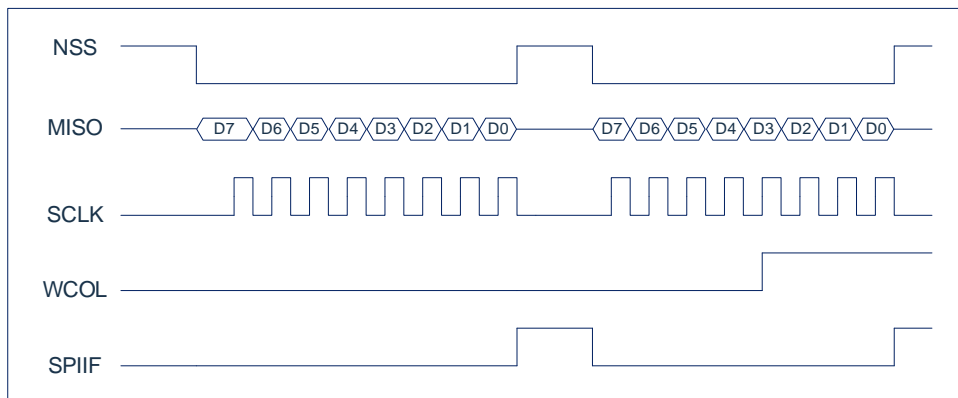 NSS
MISO D7 D6 D5 D4 D3 D2 D1 D0 D7 D6 D5 D4 D3 D2 D1 D0
SCLK
WCOL
SPIIF